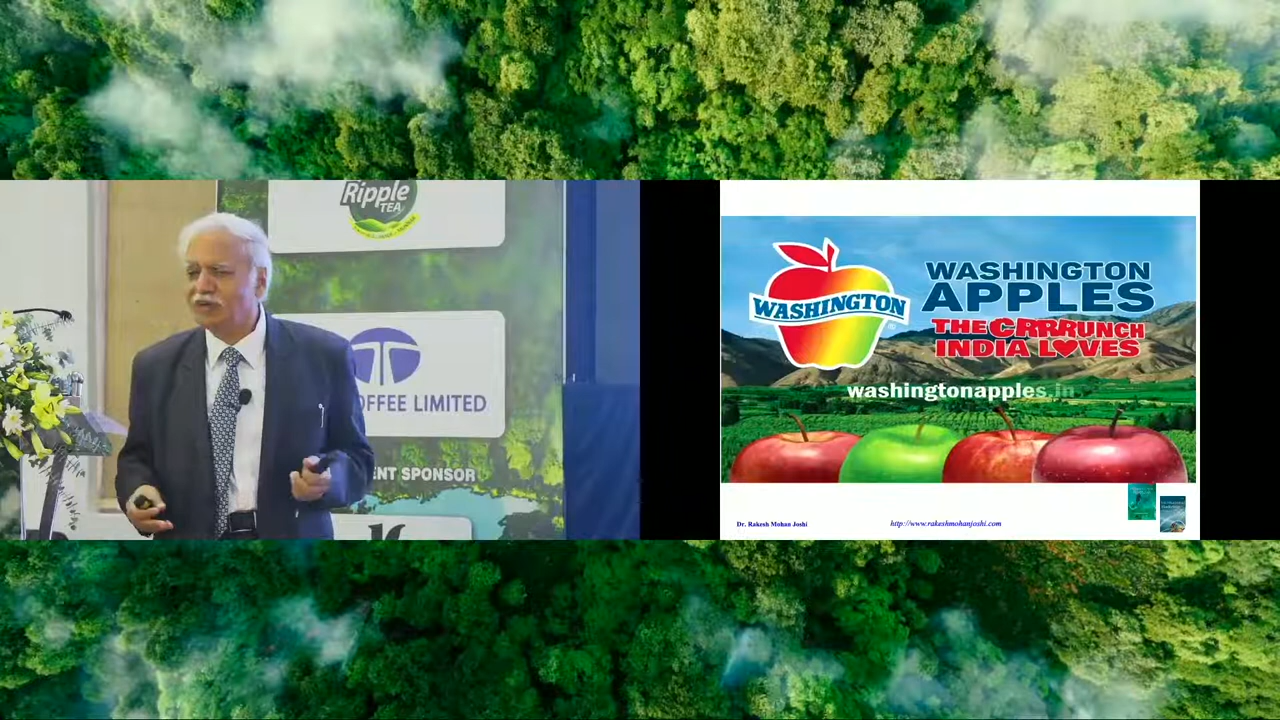 Ripple
TEA
OFFEE LIMITED
ENT SPONSOR
WASHINGTON
®
WASHINGTON
APPLES
THE CRRRUNCH
INDIA LOVES
washingtonapples.in
Dr. Rakesh Mohan Joshi
http://www.rakeshmohanjoshi.com